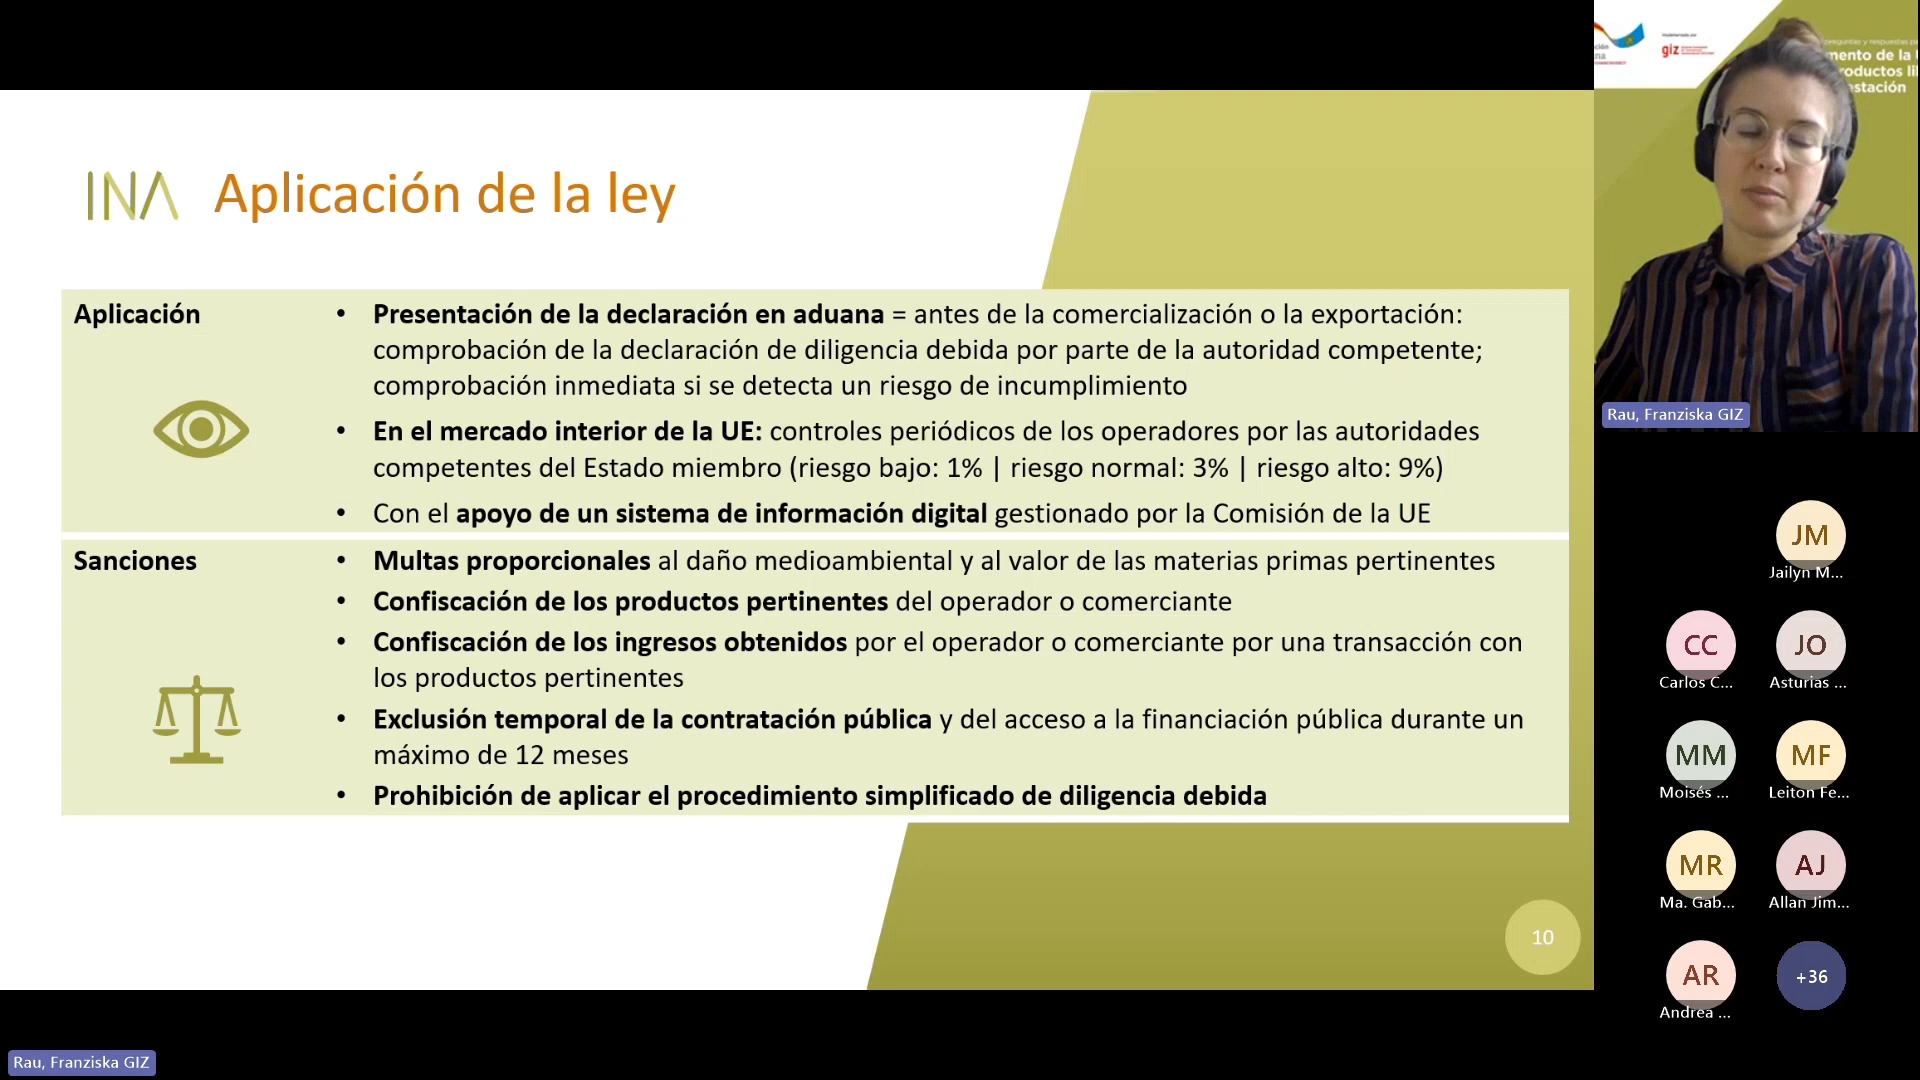 INA Aplicación de la ley
Aplicación
• Presentación de la declaración en aduana = antes de la comercialización o la exportación:
comprobación de la declaración de diligencia debida por parte de la autoridad competente;
comprobación inmediata si se detecta un riesgo de incumplimiento
• En el mercado interior de la UE: controles periódicos de los operadores por las autoridades
competentes del Estado miembro (riesgo bajo: 1% | riesgo normal: 3% | riesgo alto: 9%)
• Con el apoyo de un sistema de información digital gestionado por la Comisión de la UE
Sanciones
• Multas proporcionales al daño medioambiental y al valor de las materias primas pertinentes
• Confiscación de los productos pertinentes del operador o comerciante
• Confiscación de los ingresos obtenidos por el operador o comerciante por una transacción con
los productos pertinentes
• Exclusión temporal de la contratación pública y del acceso a la financiación pública durante un
máximo de 12 meses
• Prohibición de aplicar el procedimiento simplificado de diligencia debida
10
giz
mento de la
oductos li
estación
Rau, Franziska GIZ
JM
Jailyn M...
CC
Carlos C...
JO
Asturias ...
MM
Moisés ...
MF
Leiton Fe...
MR
Ma. Gab...
AJ
Allan Jim...
AR
Andrea ...
+36
Rau, Franziska GIZ